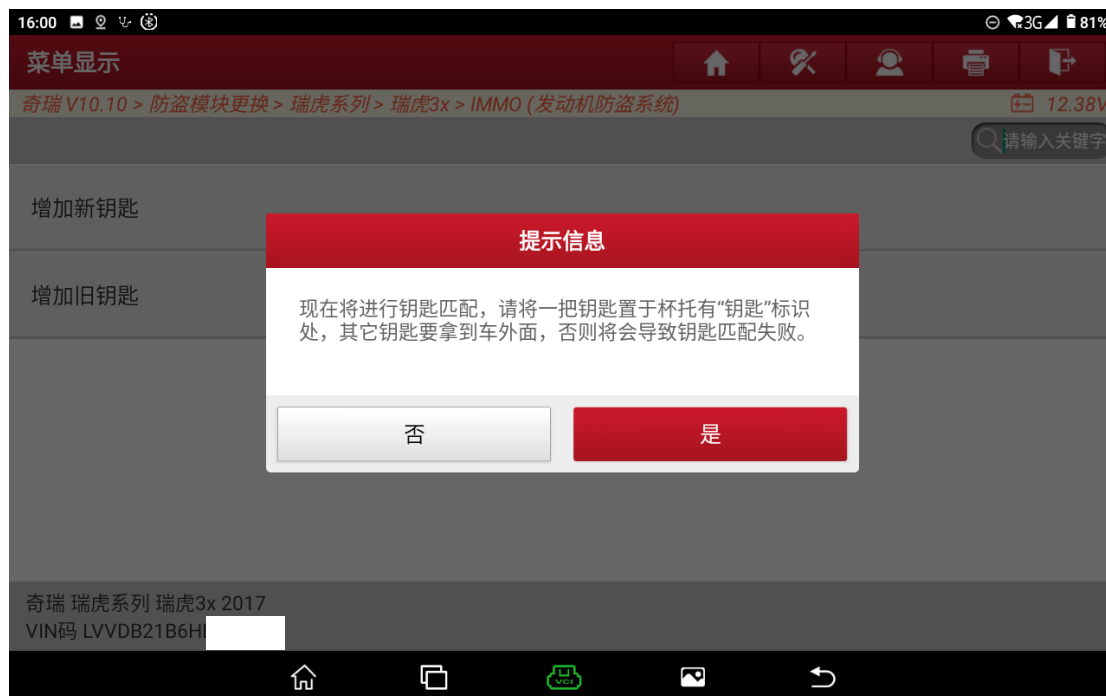 16:00 3G 81%
菜单显示
奇瑞 V10.10 > 防盗模块更换 > 瑞虎系列 > 瑞虎3x > IMMO (发动机防盗系统) 12.38V
请输入关键字
增加新钥匙
提示信息
增加旧钥匙
现在将进行钥匙匹配，请将一把钥匙置于杯托有“钥匙”标识
处，其它钥匙要拿到车外面，否则将会导致钥匙匹配失败。
否 是
奇瑞 瑞虎系列 瑞虎3x 2017
VIN码 LVVDB21B6H
VCI